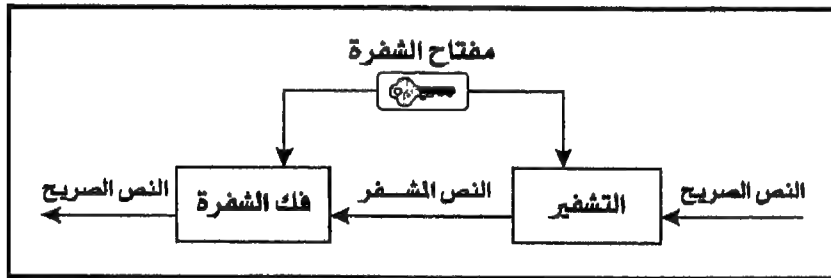 مفتاح الشفرة
النص الصريح
التشفير
النص المشفر
فك الشفرة
النص الصريح